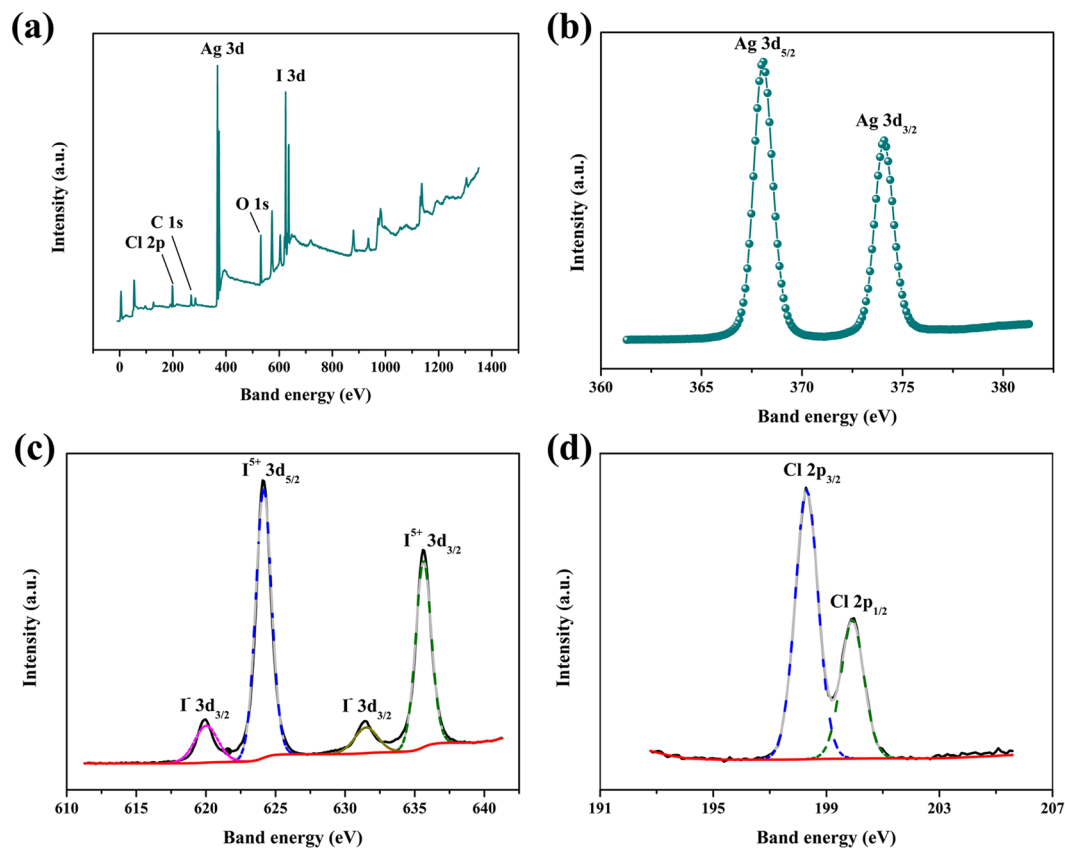 (a)
Ag 3d
I 3d
O 1s
C 1s
Cl 2p
Intensity (a.u.)
0 200 400 600 800 1000 1200 1400
Band energy (eV)
(b)
Ag 3d5/2
Ag 3d3/2
Intensity (a.u.)
360 365 370 375 380
Band energy (eV)
(c)
I5+ 3d5/2
I5+ 3d3/2
I- 3d3/2
I- 3d3/2
Intensity (a.u.)
610 620 630 640
Band energy (eV)
(d)
Cl 2p3/2
Cl 2p1/2
Intensity (a.u.)
191 195 199 203 207
Band energy (eV)